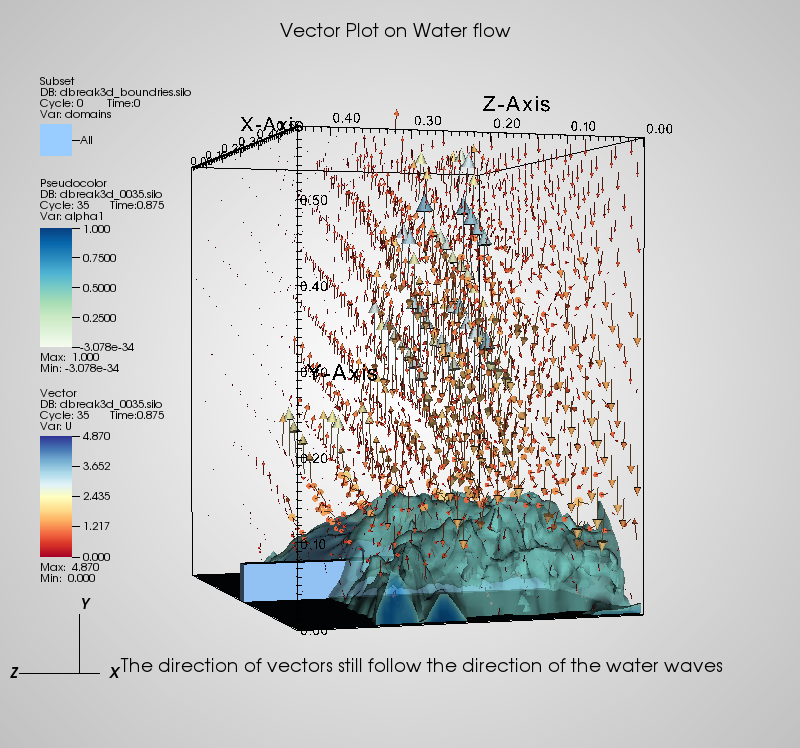 Vector Plot on Water flow
Subset
DB: dbreak3d_boundries.silo
Cycle: 0 Time:0
Var: domains
All
Pseudocolor
DB: dbreak3d_0035.silo
Cycle: 35 Time:0.875
Var: alpha1
1.000
0.7500
0.5000
0.2500
-3.078e-34
Max: 1.000
Min: -3.078e-34
Vector
DB: dbreak3d_0035.silo
Cycle: 35 Time:0.875
Var: U
4.870
3.652
2.435
1.217
0.000
Max: 4.870
Min: 0.000
Z-Axis
X-Axis
0.40
0.30
0.20
0.10
0.00
0.50
0.40
Y-Axis
0.20
0.10
0.00
Y
Z
X
The direction of vectors still follow the direction of the water waves